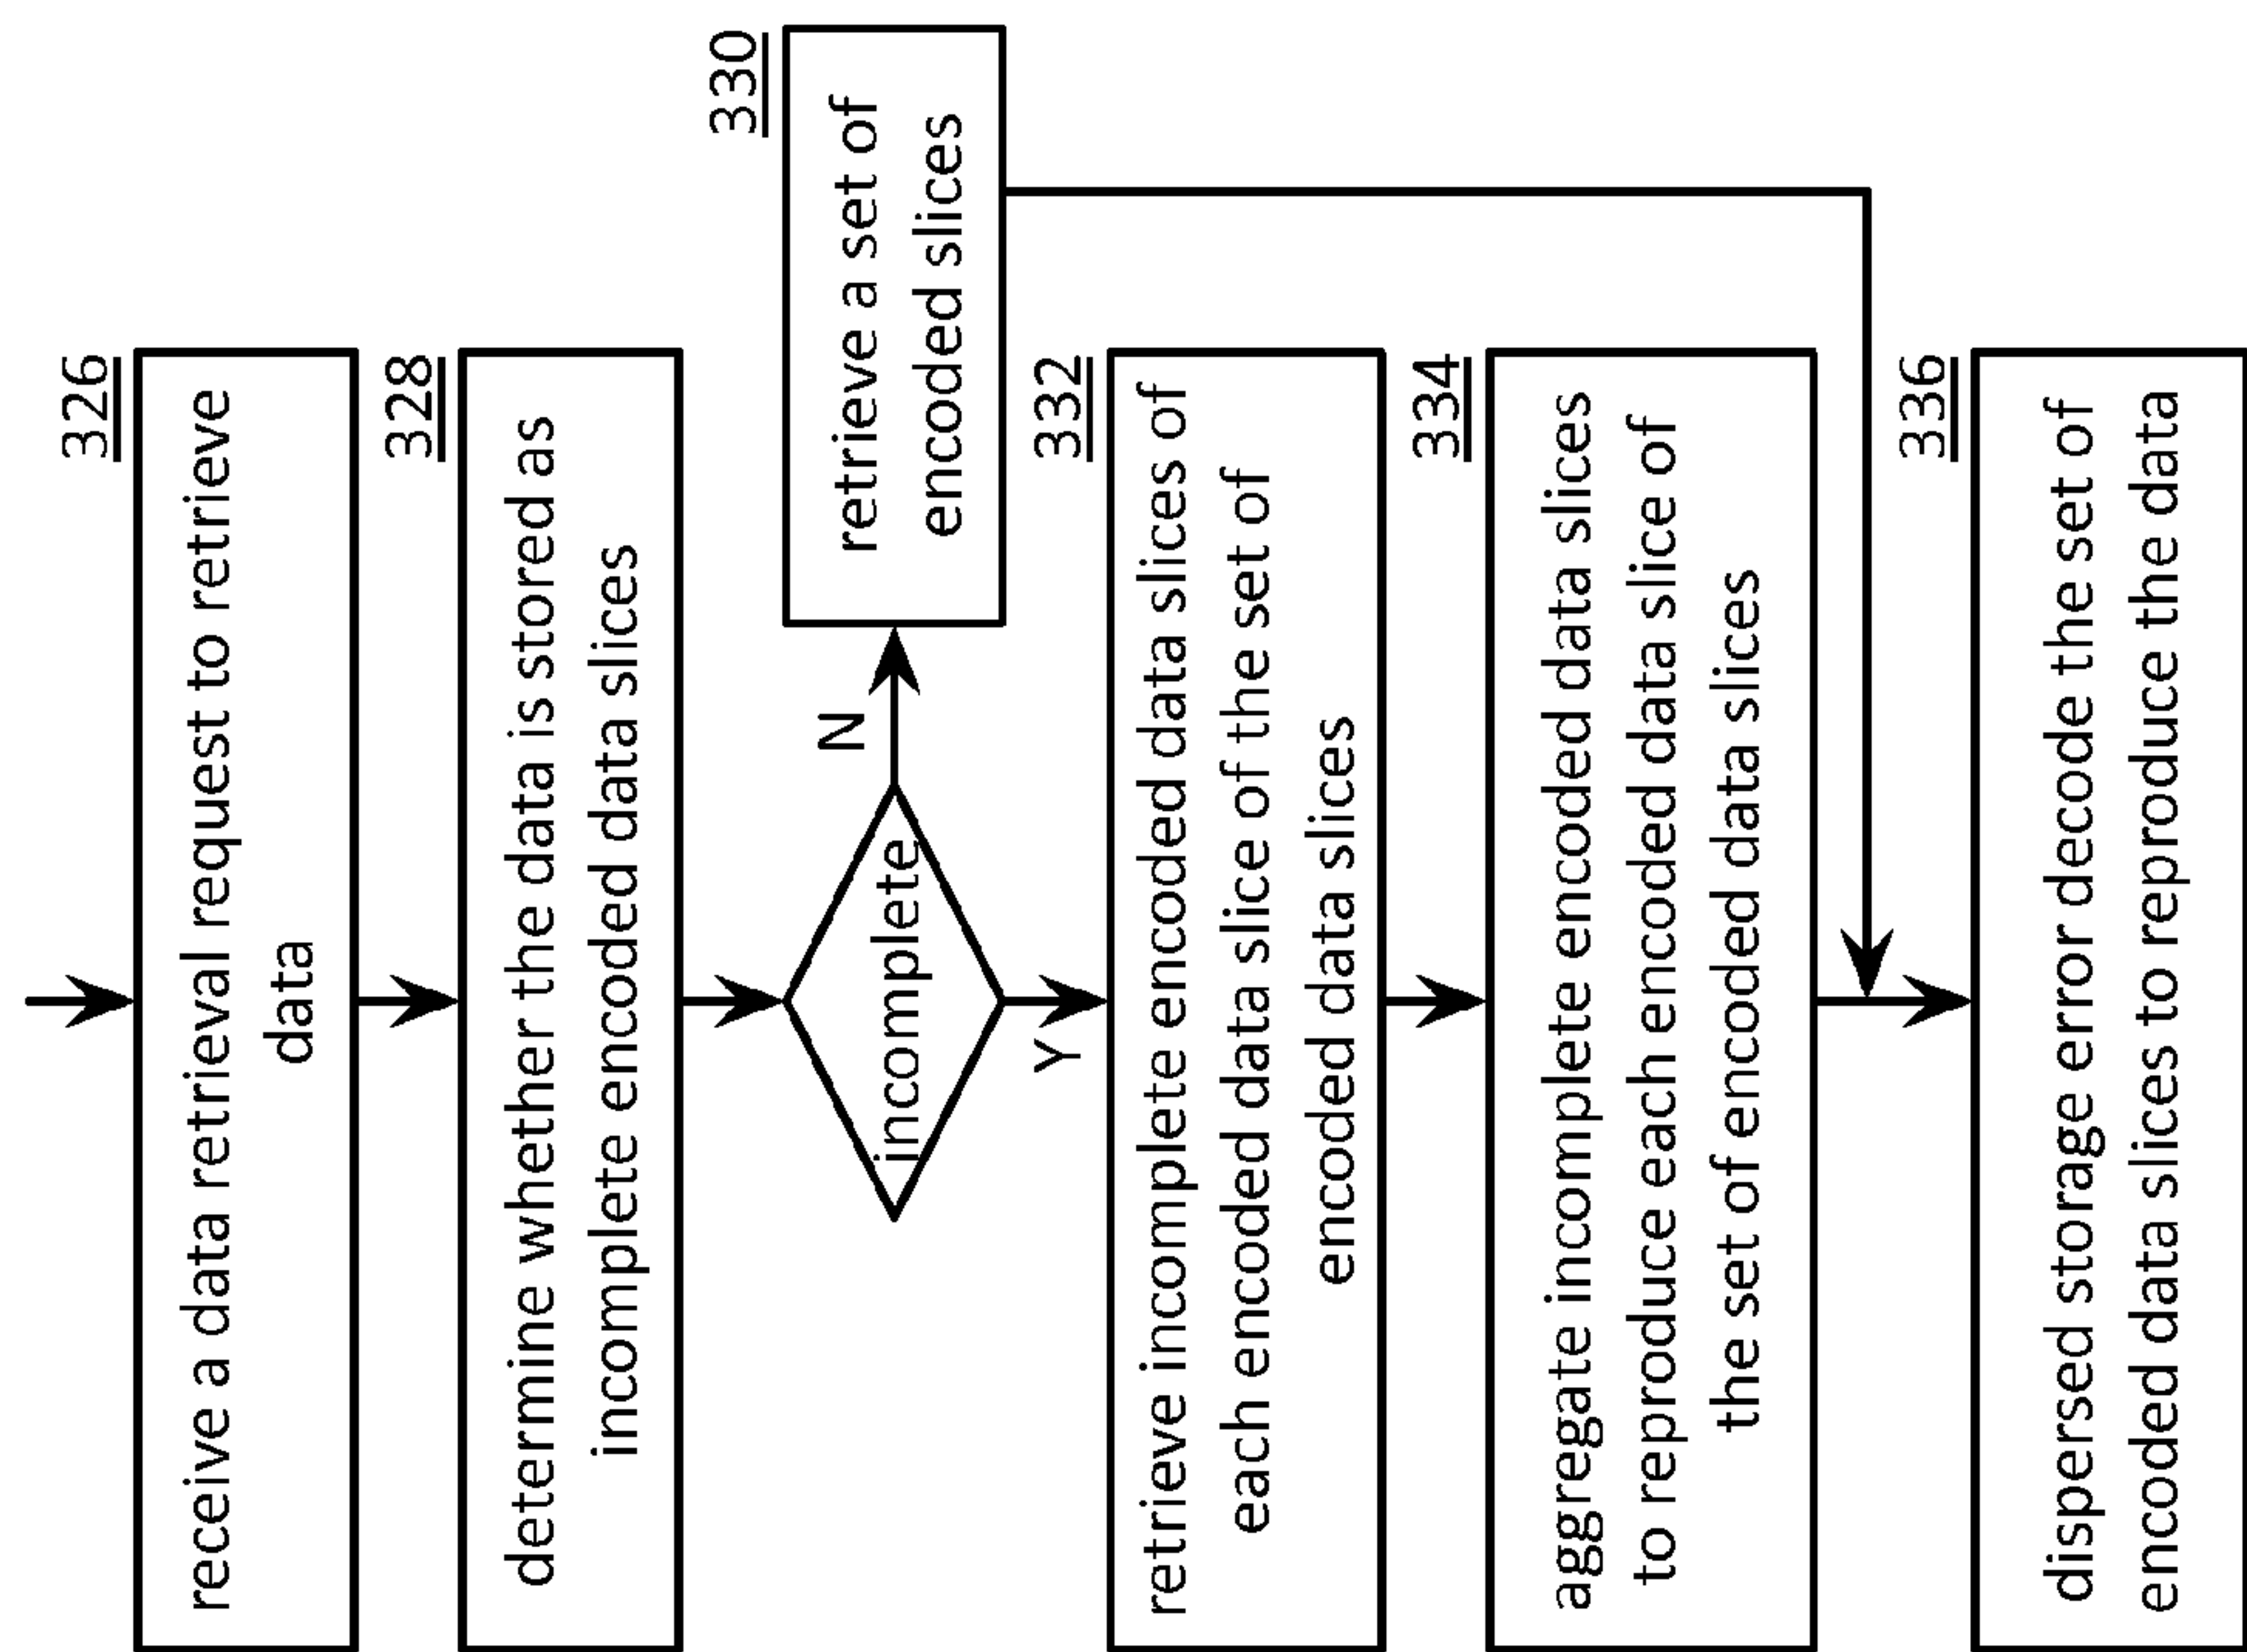 326
receive a data retrieval request to retrieve
data
328
determine whether the data is stored as
incomplete encoded data slices
incomplete
N
330
retrieve a set of
encoded slices
Y
332
retrieve incomplete encoded data slices of
each encoded data slice of the set of
encoded data slices
334
aggregate incomplete encoded data slices
to reproduce each encoded data slice of
the set of encoded data slices
336
dispersed storage error decode the set of
encoded data slices to reproduce the data